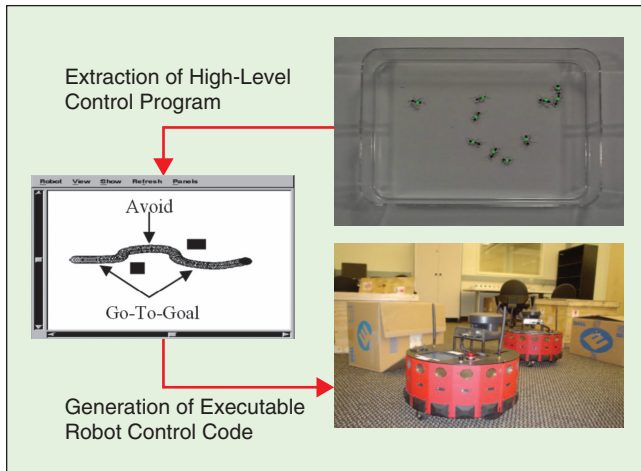 Extraction of High-Level
Control Program
Robot View Show Refresh Panels
Avoid
Go-To-Goal
Generation of Executable
Robot Control Code